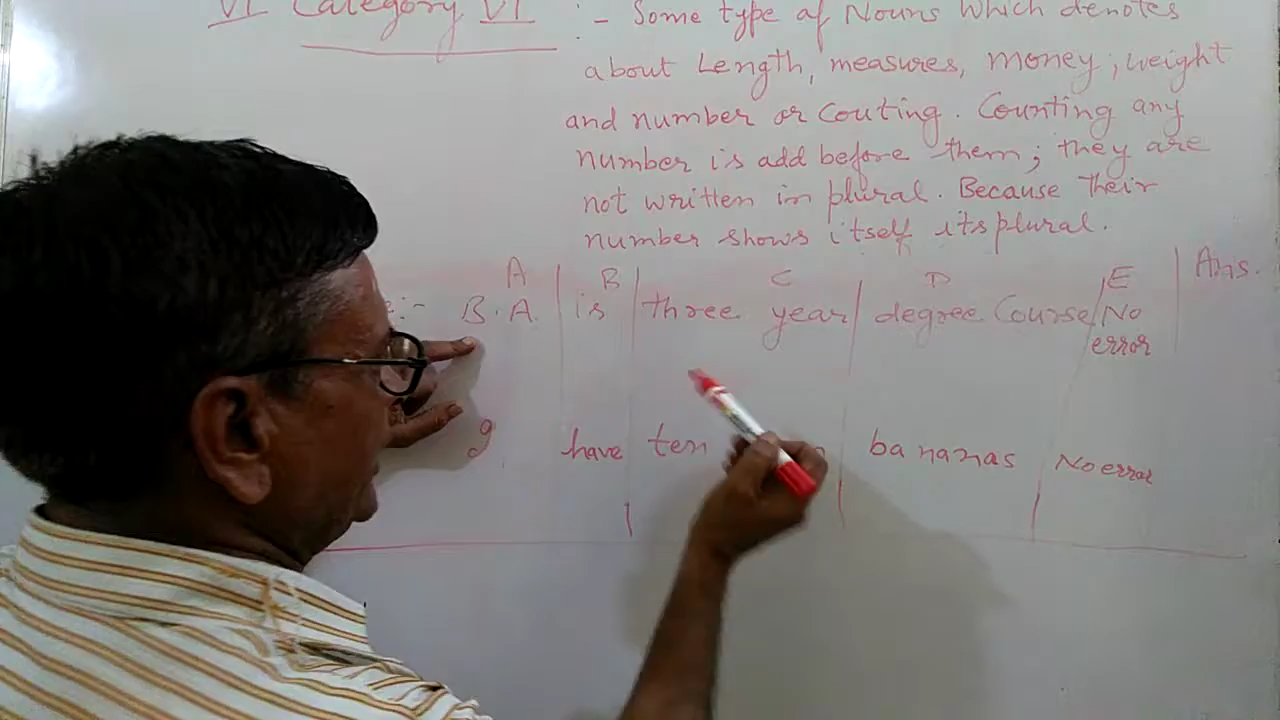 VI Category VI :- Some type of Nouns which denotes
about Length, measures, money, weight
and number or Couting. Counting any
number is add before them; they are
not written in plural. Because their
number shows itself its plural.
A B C D E Ans.
:- B.A. is three year degree Course No
error
I have ten bananas No error